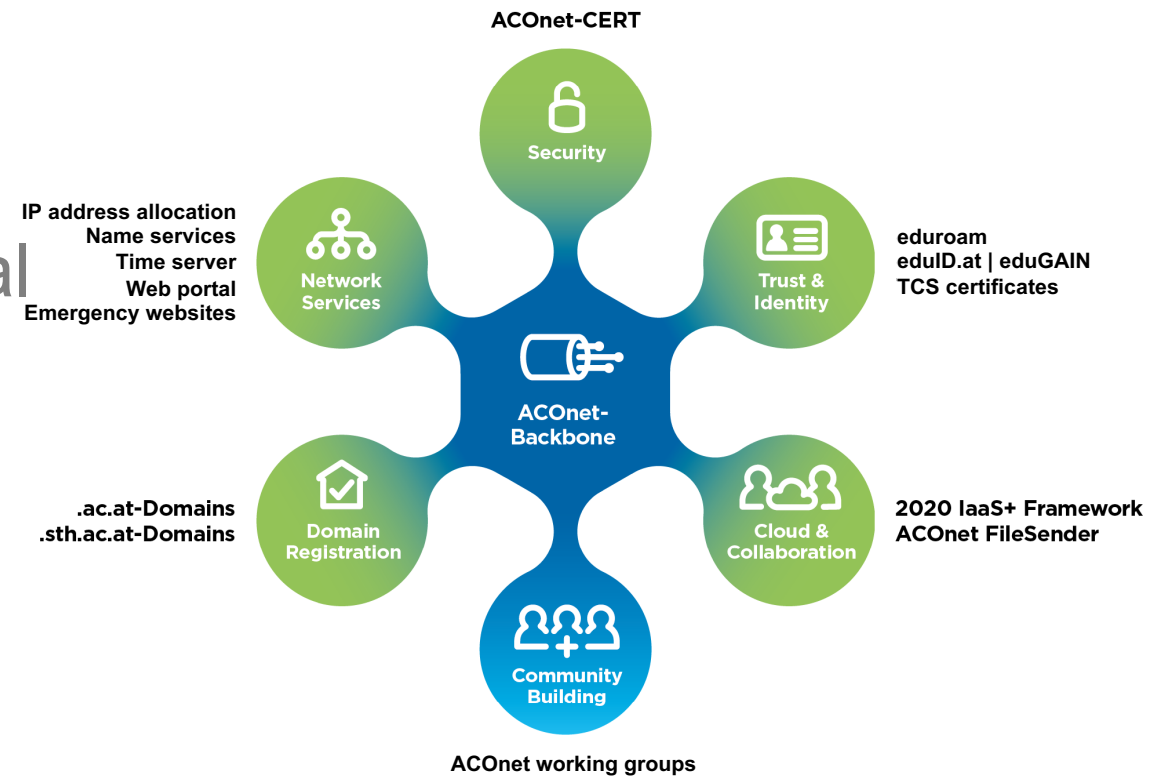 ACOnet-CERT
Security
IP address allocation
Name services
Time server
Web portal
Emergency websites
al
Network
Services
Trust &
Identity
eduroam
eduID.at | eduGAIN
TCS certificates
ACOnet-
Backbone
.ac.at-Domains
.sth.ac.at-Domains
Domain
Registration
Cloud &
Collaboration
2020 IaaS+ Framework
ACOnet FileSender
Community
Building
ACOnet working groups